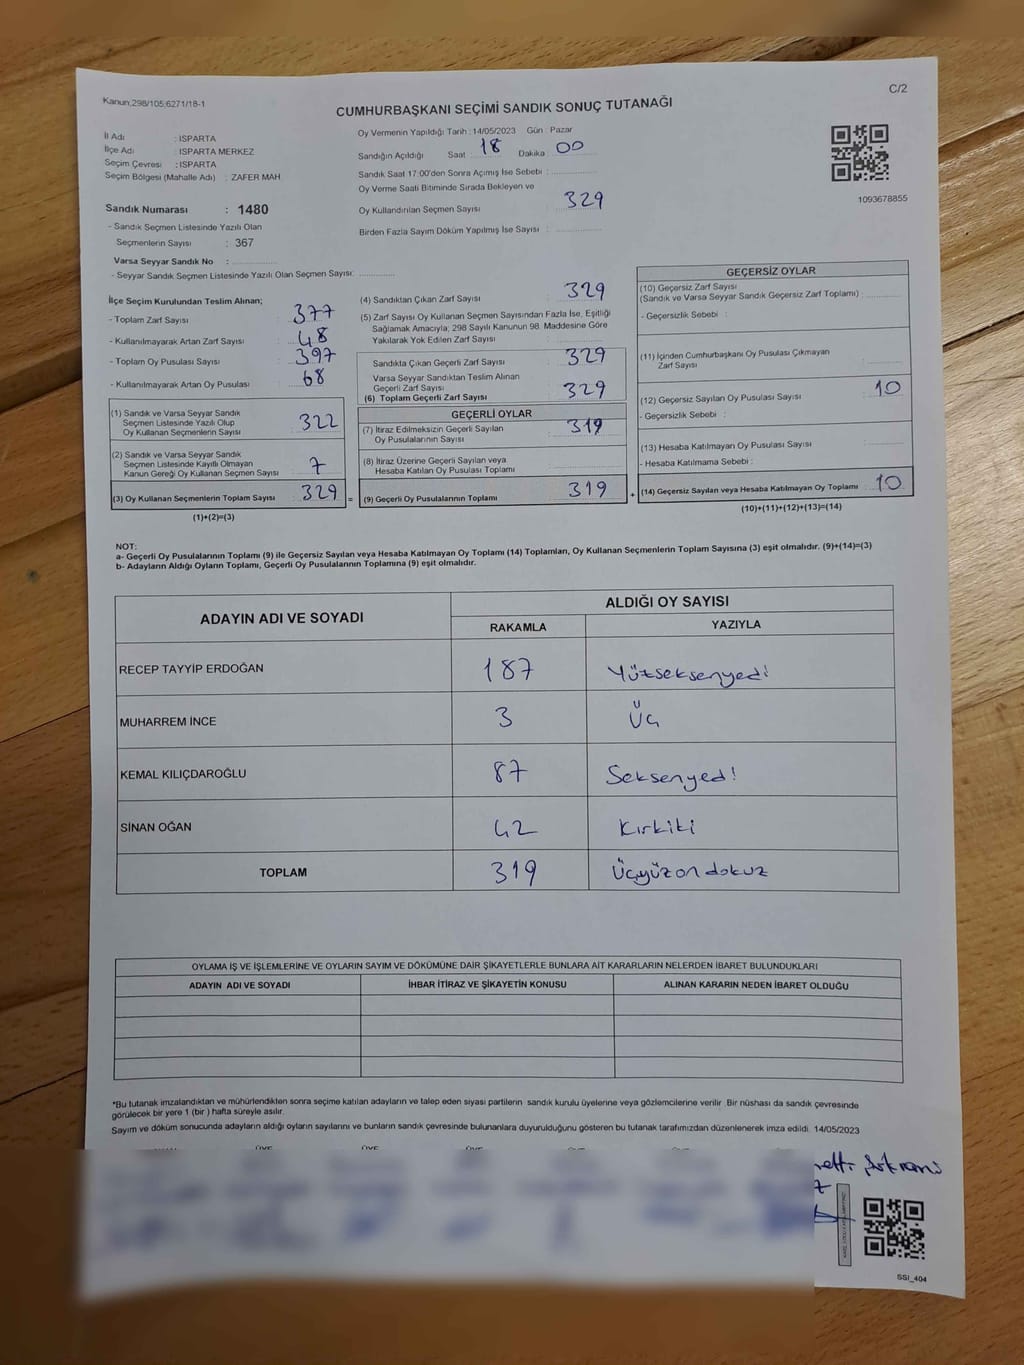 Kanun;298/105;6271/18-1
C/2
CUMHURBAŞKANI SEÇİMİ SANDIK SONUÇ TUTANAĞI
İl Adı : ISPARTA
İlçe Adı : ISPARTA MERKEZ
Seçim Çevresi : ISPARTA
Seçim Bölgesi (Mahalle Adı) : ZAFER MAH
Sandık Numarası : 1480
- Sandık Seçmen Listesinde Yazılı Olan
Seçmenlerin Sayısı : 367
Varsa Seyyar Sandık No :
- Seyyar Sandık Seçmen Listesinde Yazılı Olan Seçmen Sayısı:
Oy Vermenin Yapıldığı Tarih : 14/05/2023 Gün : Pazar
Sandığın Açıldığı Saat : 18 Dakika : 00
Sandık Saat 17:00'den Sonra Açımış İse Sebebi :
Oy Verme Saati Bitiminde Sırada Bekleyen ve
Oy Kullandırılan Seçmen Sayısı : 329
Birden Fazla Sayım Döküm Yapılmış İse Sayısı :
1093678855
İlçe Seçim Kurulundan Teslim Alınan;
- Toplam Zarf Sayısı 377
- Kullanılmayarak Artan Zarf Sayısı 48
- Toplam Oy Pusulası Sayısı 397
- Kullanılmayarak Artan Oy Pusulası 68
(1) Sandık ve Varsa Seyyar Sandık
Seçmen Listesinde Yazılı Olup
Oy Kullanan Seçmenlerin Sayısı 322
(2) Sandık ve Varsa Seyyar Sandık
Seçmen Listesinde Kayıtlı Olmayan
Kanun Gereği Oy Kullanan Seçmen Sayısı 7
(3) Oy Kullanan Seçmenlerin Toplam Sayısı 329 =
(1)+(2)=(3)
(4) Sandıktan Çıkan Zarf Sayısı 329
(5) Zarf Sayısı Oy Kullanan Seçmen Sayısından Fazla İse, Eşitliği
Sağlamak Amacıyla; 298 Sayılı Kanunun 98. Maddesine Göre
Yakılarak Yok Edilen Zarf Sayısı
Sandıkta Çıkan Geçerli Zarf Sayısı 329
Varsa Seyyar Sandıktan Teslim Alınan
Geçerli Zarf Sayısı
(6) Toplam Geçerli Zarf Sayısı 329
GEÇERLİ OYLAR
(7) İtiraz Edilmeksizin Geçerli Sayılan
Oy Pusulalarının Sayısı 319
(8) İtiraz Üzerine Geçerli Sayılan veya
Hesaba Katılan Oy Pusulası Toplamı
(9) Geçerli Oy Pusulalarının Toplamı 319 +
GEÇERSİZ OYLAR
(10) Geçersiz Zarf Sayısı
(Sandık ve Varsa Seyyar Sandık Geçersiz Zarf Toplamı) :
- Geçersizlik Sebebi :
(11) İçinden Cumhurbaşkanı Oy Pusulası Çıkmayan
Zarf Sayısı
(12) Geçersiz Sayılan Oy Pusulası Sayısı 10
- Geçersizlik Sebebi :
(13) Hesaba Katılmayan Oy Pusulası Sayısı
- Hesaba Katılmama Sebebi :
(14) Geçersiz Sayılan veya Hesaba Katılmayan Oy Toplamı 10
(10)+(11)+(12)+(13)=(14)
NOT:
a- Geçerli Oy Pusulalarının Toplamı (9) ile Geçersiz Sayılan veya Hesaba Katılmayan Oy Toplamı (14) Toplamları, Oy Kullanan Seçmenlerin Toplam Sayısına (3) eşit olmalıdır. (9)+(14)=(3)
b- Adayların Aldığı Oyların Toplamı, Geçerli Oy Pusulalarının Toplamına (9) eşit olmalıdır.
ADAYIN ADI VE SOYADI
ALDIĞI OY SAYISI
RAKAMLA YAZIYLA
RECEP TAYYİP ERDOĞAN 187 Yüzseksenyedi
MUHARREM İNCE 3 Üç
KEMAL KILIÇDAROĞLU 87 Seksenyedi
SİNAN OĞAN 42 Kırkiki
TOPLAM 319 Üçyüzon dokuz
OYLAMA İŞ VE İŞLEMLERİNE VE OYLARIN SAYIM VE DÖKÜMÜNE DAİR ŞİKAYETLERLE BUNLARA AİT KARARLARIN NELERDEN İBARET BULUNDUKLARI
ADAYIN ADI VE SOYADI İHBAR İTİRAZ VE ŞİKAYETİN KONUSU ALINAN KARARIN NEDEN İBARET OLDUĞU
*Bu tutanak imzalandıktan ve mühürlendikten sonra seçime katılan adayların ve talep eden siyasi partilerin sandık kurulu üyelerine veya gözlemcilerine verilir. Bir nüshası da sandık çevresinde
görülecek bir yere 1 (bir) hafta süreyle asılır.
Sayım ve döküm sonucunda adayların aldığı oyların sayılarını ve bunların sandık çevresinde bulunanlara duyurulduğunu gösteren bu tutanak tarafımızdan düzenlenerek imza edildi. 14/05/2023
SSI_404